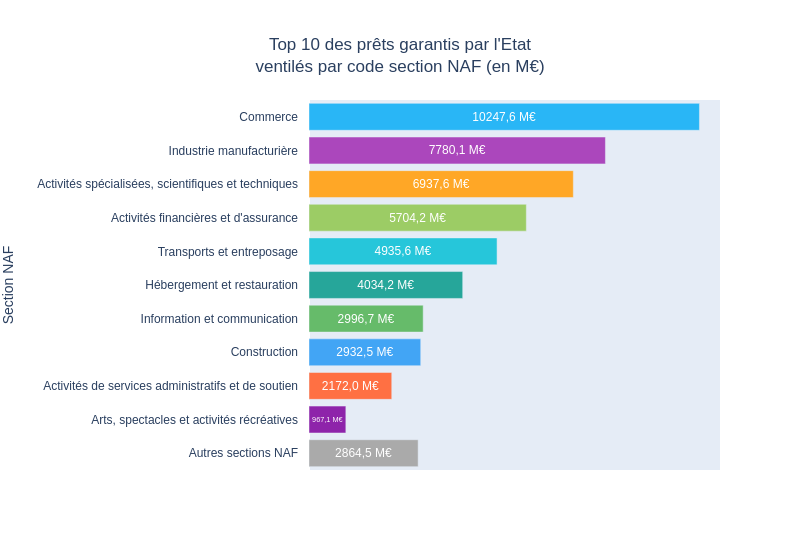 Top 10 des prêts garantis par l'Etat
ventilés par code section NAF (en M€)
Section NAF
Commerce 10247,6 M€
Industrie manufacturière 7780,1 M€
Activités spécialisées, scientifiques et techniques 6937,6 M€
Activités financières et d'assurance 5704,2 M€
Transports et entreposage 4935,6 M€
Hébergement et restauration 4034,2 M€
Information et communication 2996,7 M€
Construction 2932,5 M€
Activités de services administratifs et de soutien 2172,0 M€
Arts, spectacles et activités récréatives 967,1 M€
Autres sections NAF 2864,5 M€